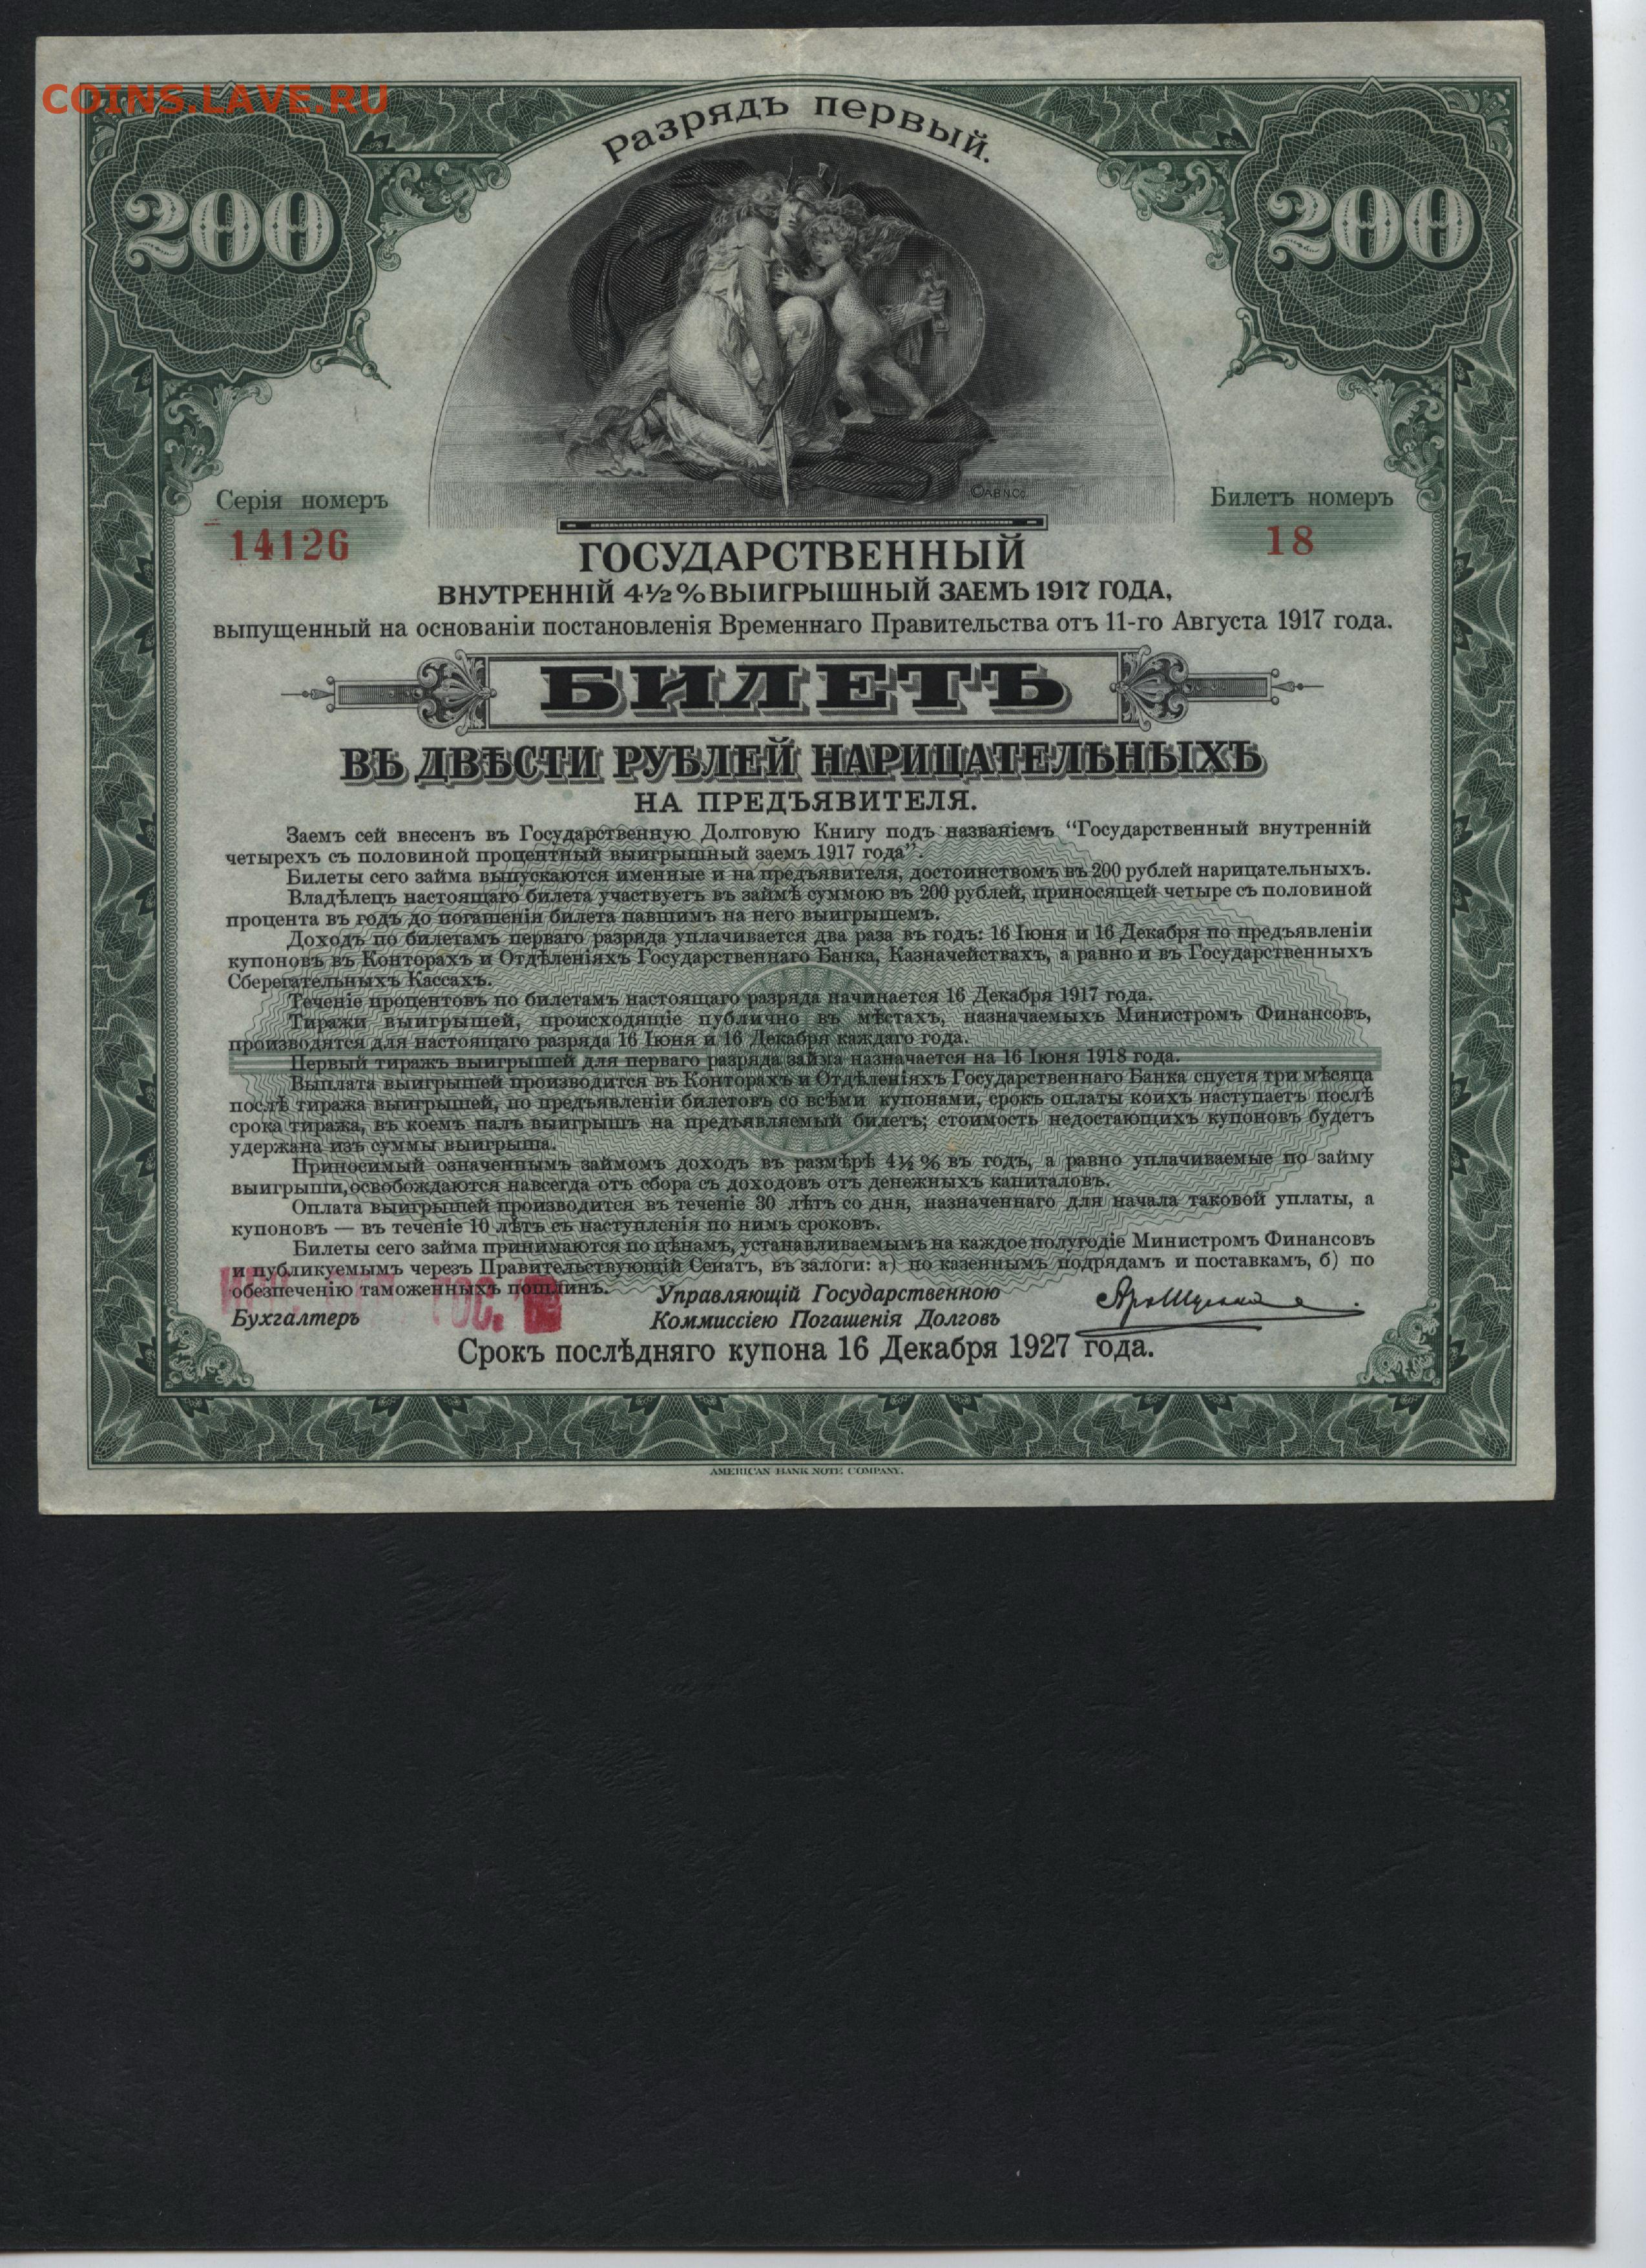 COINS.LAVE.RU
Разрядъ первый.
200
200
©ABNCo.
Серія номеръ
Билетъ номеръ
14126
18
ГОСУДАРСТВЕННЫЙ
ВНУТРЕННІЙ 4½% ВЫИГРЫШНЫЙ ЗАЕМЪ 1917 ГОДА,
выпущенный на основаніи постановленія Временнаго Правительства отъ 11-го Августа 1917 года.
БИЛЕТЪ
ВЪ ДВѢСТИ РУБЛЕЙ НАРИЦАТЕЛЬНЫХЪ
НА ПРЕДЪЯВИТЕЛЯ.
Заемъ сей внесенъ въ Государственную Долговую Книгу подъ названіемъ “Государственный внутренній
четырехъ съ половиной процентный выигрышный заемъ 1917 года”.
Билеты сего займа выпускаются именные и на предъявителя, достоинствомъ въ 200 рублей нарицательныхъ.
Владѣлецъ настоящаго билета участвуетъ въ займѣ суммою въ 200 рублей, приносящей четыре съ половиной
процента въ годъ до погашенія билета павшимъ на него выигрышемъ.
Доходъ по билетамъ перваго разряда уплачивается два раза въ годъ: 16 Іюня и 16 Декабря по предъявленіи
купоновъ въ Конторахъ и Отдѣленіяхъ Государственнаго Банка, Казначействахъ, а равно и въ Государственныхъ
Сберегательныхъ Кассахъ.
Теченіе процентовъ по билетамъ настоящаго разряда начинается 16 Декабря 1917 года.
Тиражи выигрышей, происходящіе публично въ мѣстахъ, назначаемыхъ Министромъ Финансовъ,
производятся для настоящаго разряда 16 Іюня и 16 Декабря каждаго года.
Первый тиражъ выигрышей для перваго разряда займа назначается на 16 Іюня 1918 года.
Выплата выигрышей производится въ Конторахъ и Отдѣленіяхъ Государственнаго Банка спустя три мѣсяца
послѣ тиража выигрышей, по предъявленіи билетовъ со всѣми купонами, срокъ оплаты коихъ наступаетъ послѣ
срока тиража, въ коемъ палъ выигрышъ на предъявляемый билетъ; стоимость недостающихъ купоновъ будетъ
удержана изъ суммы выигрыша.
Приносимый означеннымъ займомъ доходъ въ размѣрѣ 4½ % въ годъ, а равно уплачиваемые по займу
выигрыши, освобождаются навсегда отъ сбора съ доходовъ отъ денежныхъ капиталовъ.
Оплата выигрышей производится въ теченіе 30 лѣтъ со дня, назначеннаго для начала таковой уплаты, а
купоновъ — въ теченіе 10 лѣтъ съ наступленія по нимъ сроковъ.
Билеты сего займа принимаются по цѣнамъ, устанавливаемымъ на каждое полугодіе Министромъ Финансовъ
и публикуемымъ черезъ Правительствующій Сенатъ, въ залоги: а) по казеннымъ подрядамъ и поставкамъ, б) по
обезпеченію таможенныхъ пошлинъ.
Управляющій Государственною
Бухгалтеръ
ГОС.
Коммиссіею Погашенія Долговъ
Срокъ послѣдняго купона 16 Декабря 1927 года.
AMERICAN BANK NOTE COMPANY.